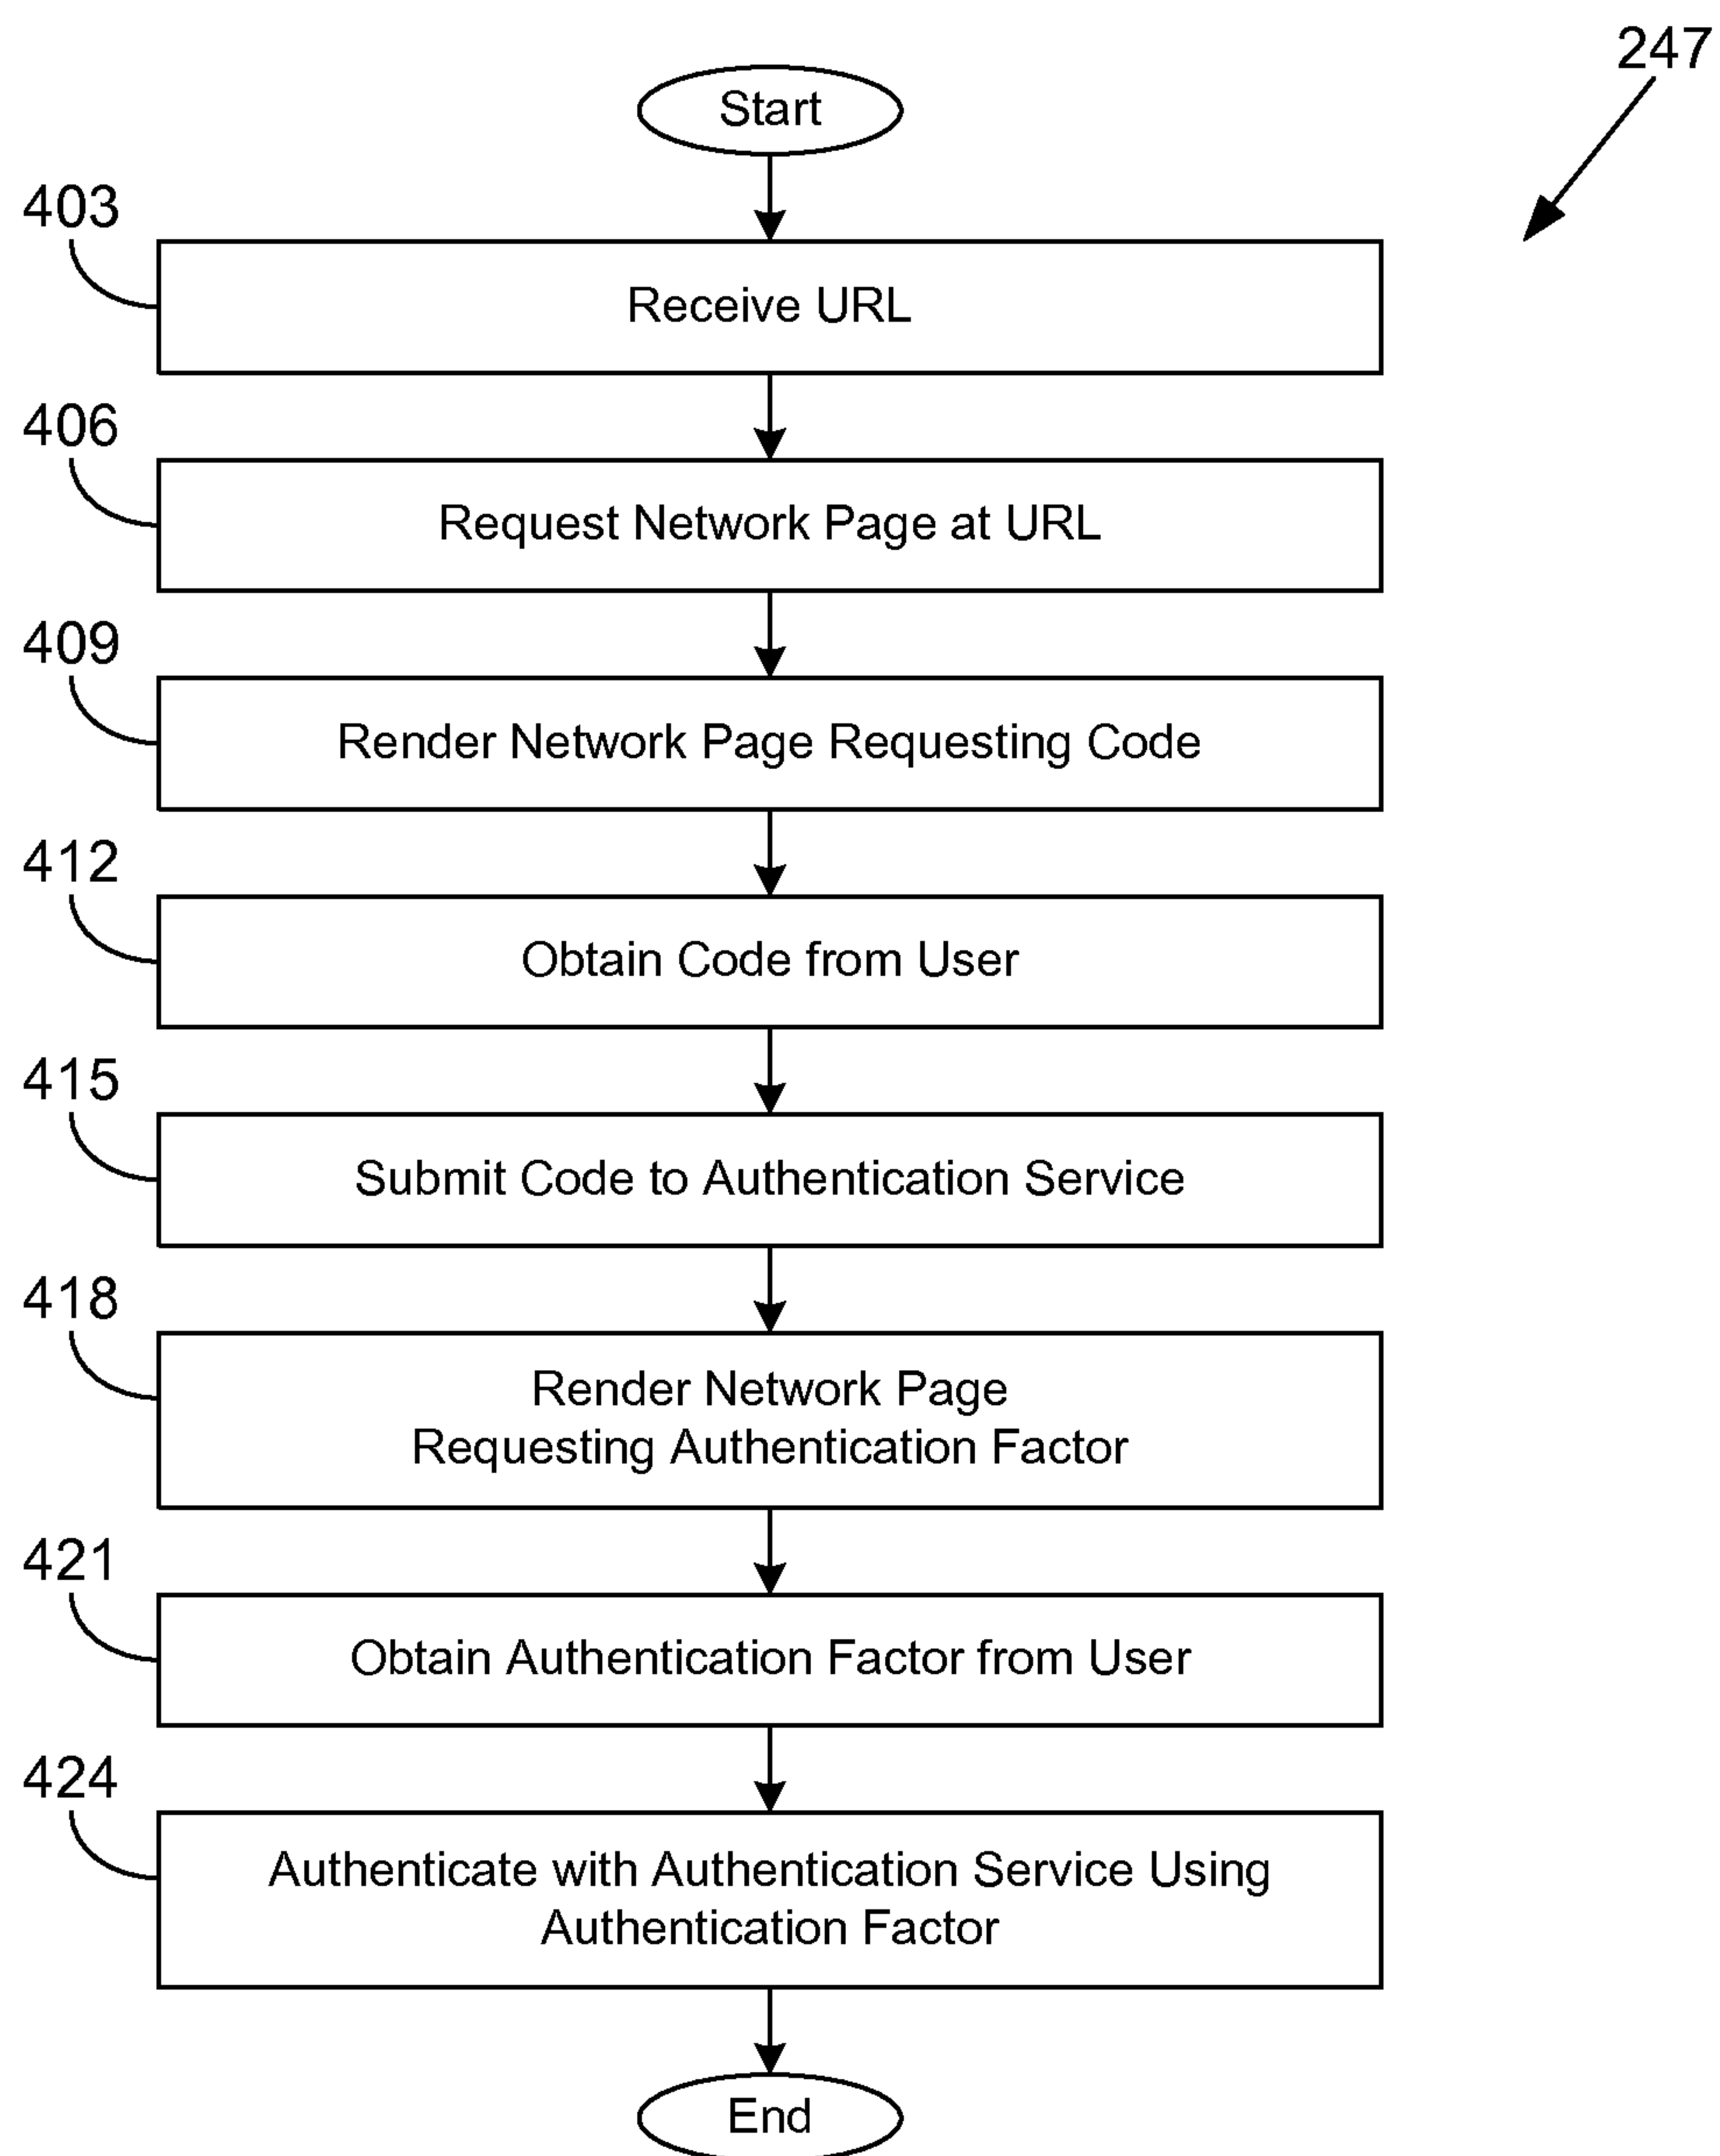 247
Start
403
Receive URL
406
Request Network Page at URL
409
Render Network Page Requesting Code
412
Obtain Code from User
415
Submit Code to Authentication Service
418
Render Network Page
Requesting Authentication Factor
421
Obtain Authentication Factor from User
424
Authenticate with Authentication Service Using
Authentication Factor
End